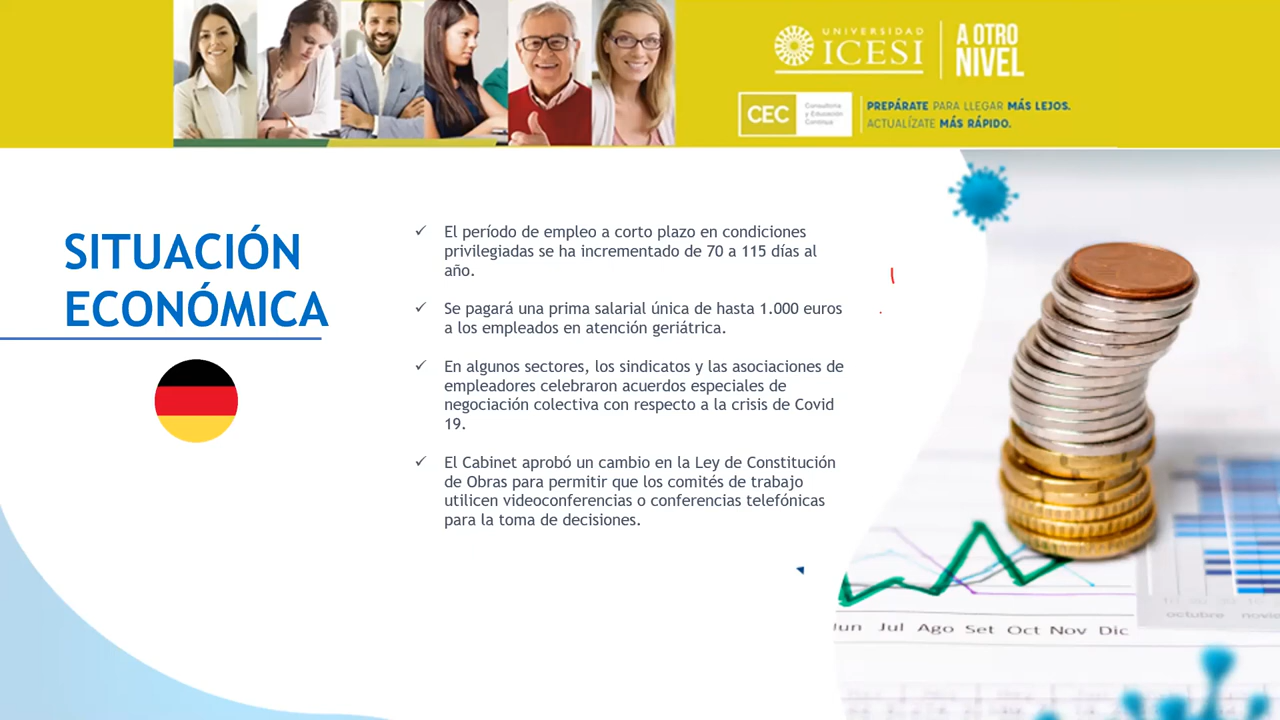 UNIVERSIDAD
ICESI
A OTRO
NIVEL
CEC
Consultoría
y Educación
Continua
PREPÁRATE PARA LLEGAR MÁS LEJOS.
ACTUALÍZATE MÁS RÁPIDO.
SITUACIÓN
ECONÓMICA
✓ El período de empleo a corto plazo en condiciones
privilegiadas se ha incrementado de 70 a 115 días al
año.
✓ Se pagará una prima salarial única de hasta 1.000 euros
a los empleados en atención geriátrica.
✓ En algunos sectores, los sindicatos y las asociaciones de
empleadores celebraron acuerdos especiales de
negociación colectiva con respecto a la crisis de Covid
19.
✓ El Cabinet aprobó un cambio en la Ley de Constitución
de Obras para permitir que los comités de trabajo
utilicen videoconferencias o conferencias telefónicas
para la toma de decisiones.
Jun Jul Ago Set Oct Nov Dic
octubre